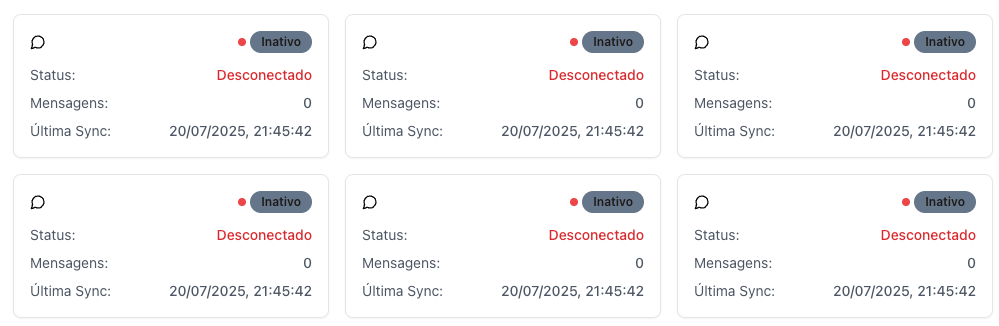 Inativo
Status: Desconectado
Mensagens: 0
Última Sync: 20/07/2025, 21:45:42
Inativo
Status: Desconectado
Mensagens: 0
Última Sync: 20/07/2025, 21:45:42
Inativo
Status: Desconectado
Mensagens: 0
Última Sync: 20/07/2025, 21:45:42
Inativo
Status: Desconectado
Mensagens: 0
Última Sync: 20/07/2025, 21:45:42
Inativo
Status: Desconectado
Mensagens: 0
Última Sync: 20/07/2025, 21:45:42
Inativo
Status: Desconectado
Mensagens: 0
Última Sync: 20/07/2025, 21:45:42